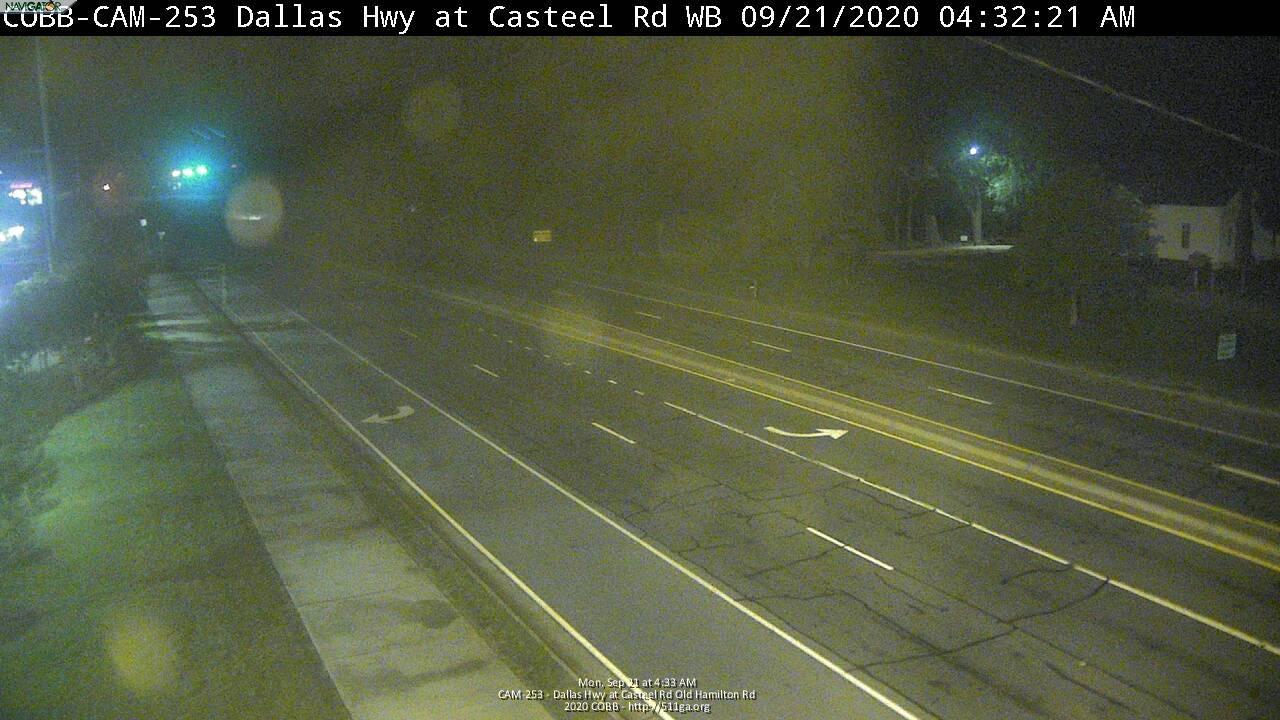 NAVIGATOR
COBB-CAM-253 Dallas Hwy at Casteel Rd WB 09/21/2020 04:32:21 AM
Mon, Sep 21 at 4:33 AM
CAM-253 - Dallas Hwy at Casteel Rd Old Hamilton Rd
2020 COBB - http://511ga.org